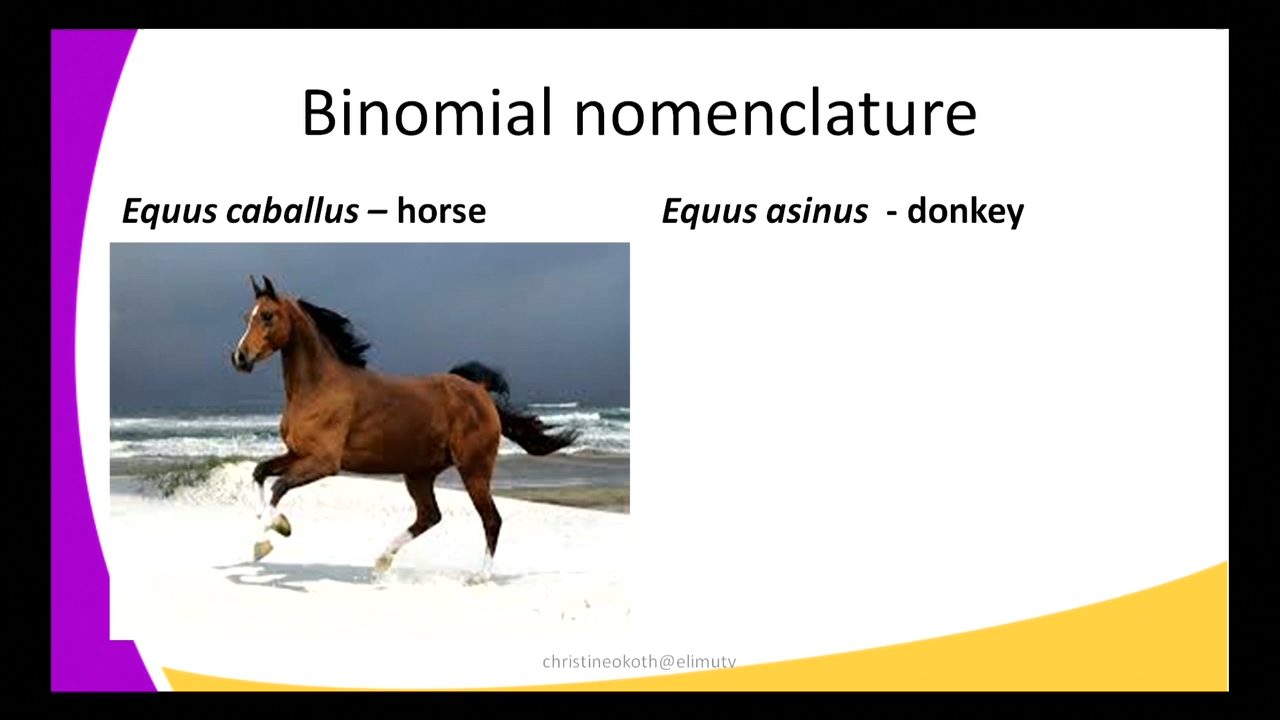 Binomial nomenclature
Equus caballus – horse
Equus asinus - donkey
christineokoth@elimutv